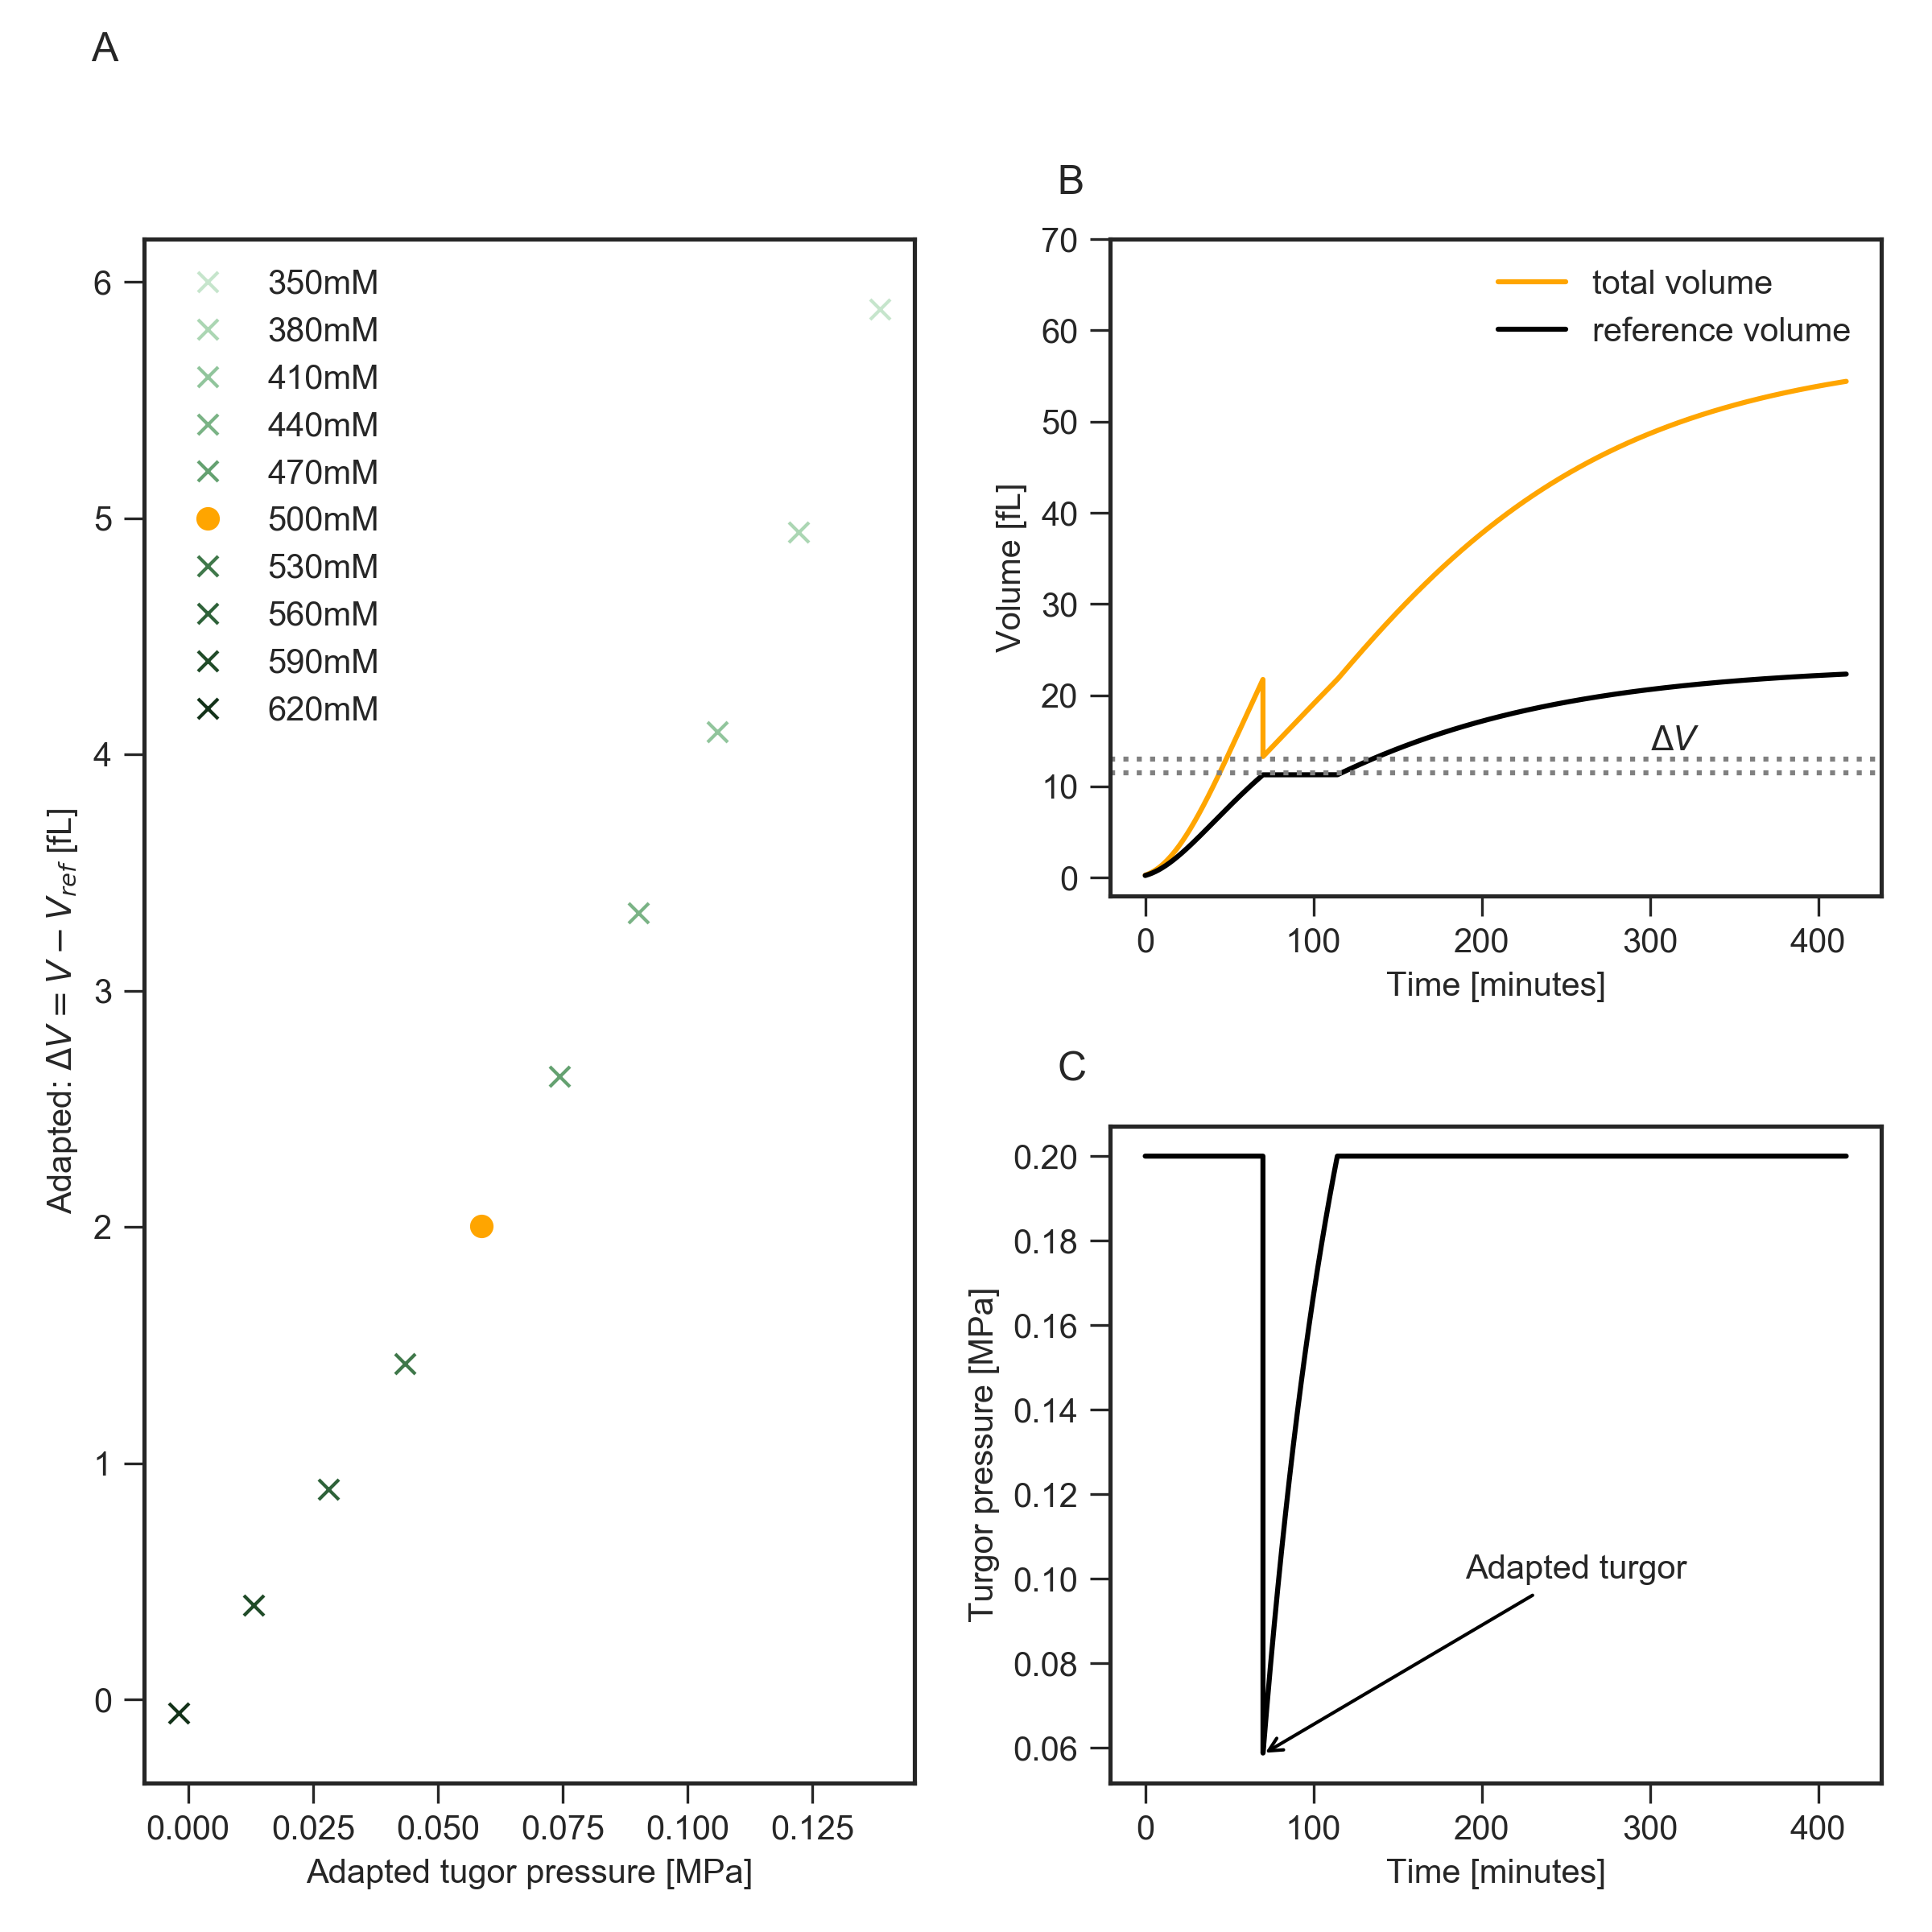 A
6
5
4
3
2
1
0
Adapted: ΔV = V − V_ref [fL]
350mM
380mM
410mM
440mM
470mM
500mM
530mM
560mM
590mM
620mM
0.000 0.025 0.050 0.075 0.100 0.125
Adapted tugor pressure [MPa]
B
70
60
50
40
30
20
10
0
Volume [fL]
total volume
reference volume
ΔV
0 100 200 300 400
Time [minutes]
C
0.20
0.18
0.16
0.14
0.12
0.10
0.08
0.06
Turgor pressure [MPa]
Adapted turgor
0 100 200 300 400
Time [minutes]